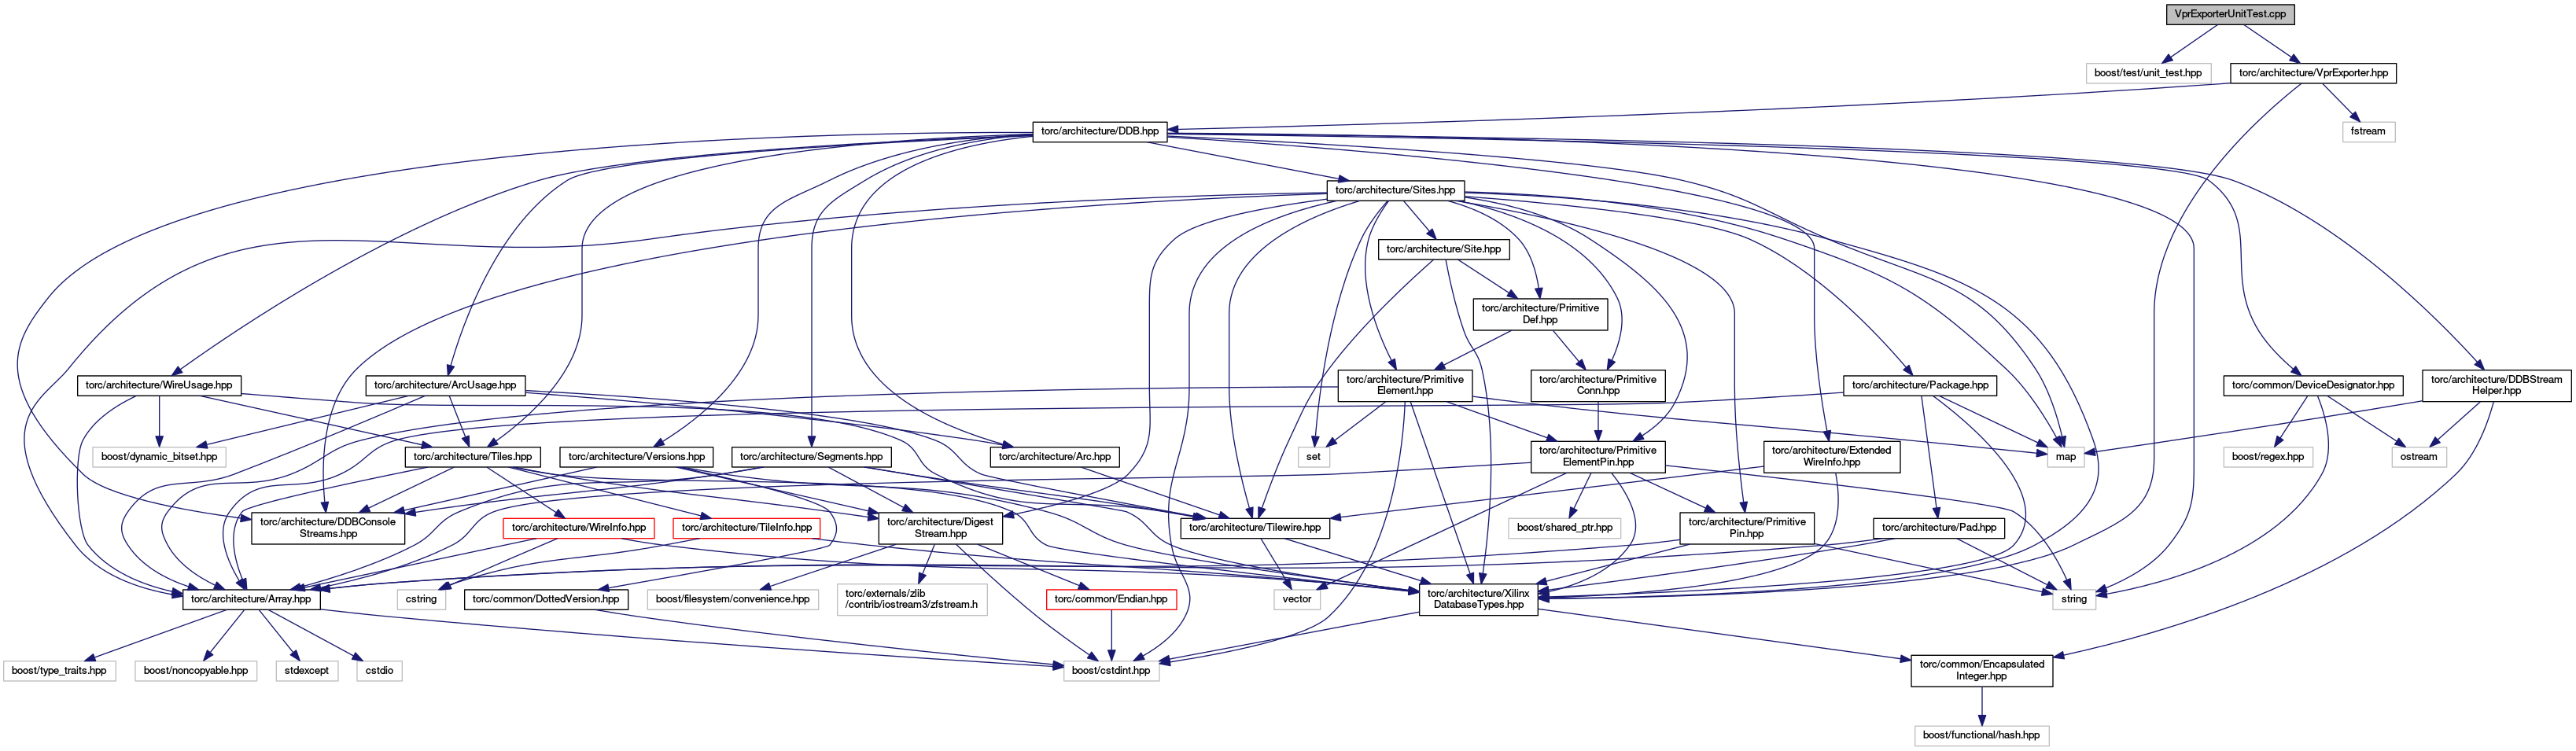 VprExporterUnitTest.cpp
boost/test/unit_test.hpp
torc/architecture/VprExporter.hpp
torc/architecture/DDB.hpp
fstream
torc/architecture/Sites.hpp
torc/architecture/Site.hpp
torc/architecture/Primitive
Def.hpp
torc/architecture/WireUsage.hpp
torc/architecture/ArcUsage.hpp
torc/architecture/Primitive
Element.hpp
torc/architecture/Primitive
Conn.hpp
torc/architecture/Package.hpp
torc/common/DeviceDesignator.hpp
torc/architecture/DDBStream
Helper.hpp
boost/dynamic_bitset.hpp
torc/architecture/Tiles.hpp
torc/architecture/Versions.hpp
torc/architecture/Segments.hpp
torc/architecture/Arc.hpp
set
torc/architecture/Primitive
ElementPin.hpp
torc/architecture/Extended
WireInfo.hpp
map
boost/regex.hpp
ostream
torc/architecture/DDBConsole
Streams.hpp
torc/architecture/WireInfo.hpp
torc/architecture/TileInfo.hpp
torc/architecture/Digest
Stream.hpp
torc/architecture/Tilewire.hpp
boost/shared_ptr.hpp
torc/architecture/Primitive
Pin.hpp
torc/architecture/Pad.hpp
torc/architecture/Array.hpp
cstring
torc/common/DottedVersion.hpp
boost/filesystem/convenience.hpp
torc/externals/zlib
/contrib/iostream3/zfstream.h
torc/common/Endian.hpp
vector
torc/architecture/Xilinx
DatabaseTypes.hpp
string
boost/type_traits.hpp
boost/noncopyable.hpp
stdexcept
cstdio
boost/cstdint.hpp
torc/common/Encapsulated
Integer.hpp
boost/functional/hash.hpp